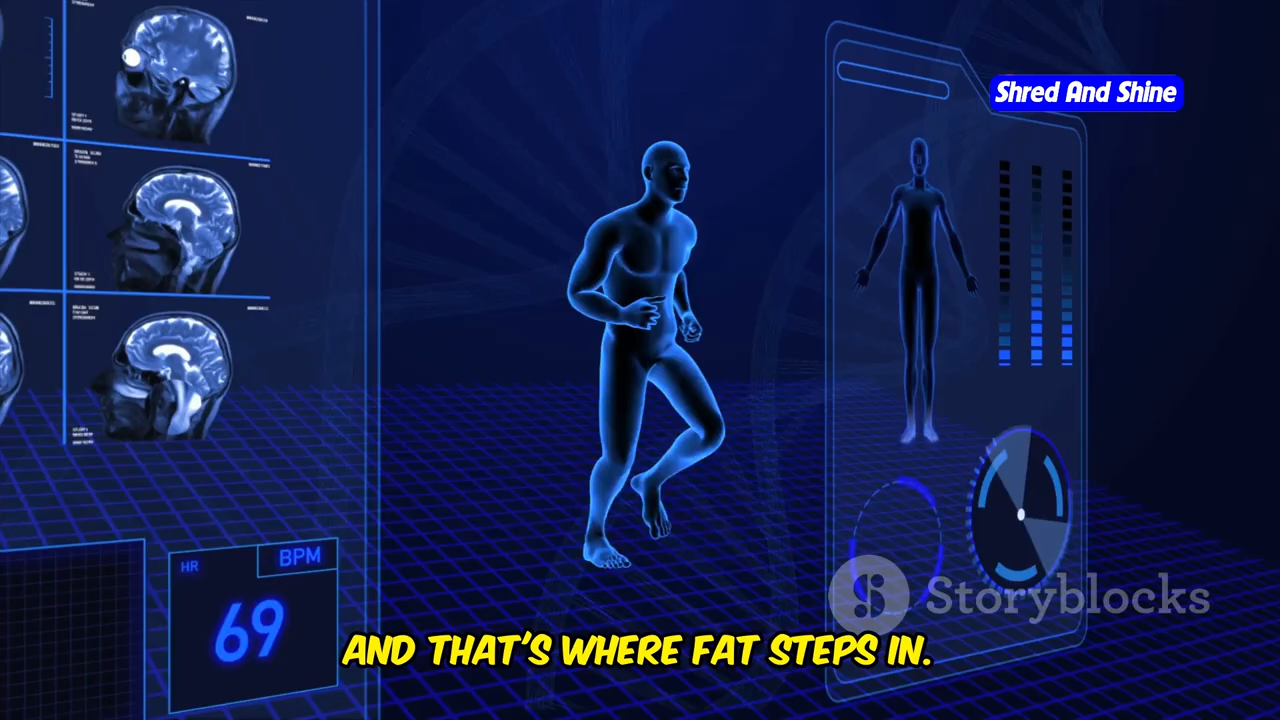 Shred And Shine
HR
BPM
69
Storyblocks
AND THAT'S WHERE FAT STEPS IN.